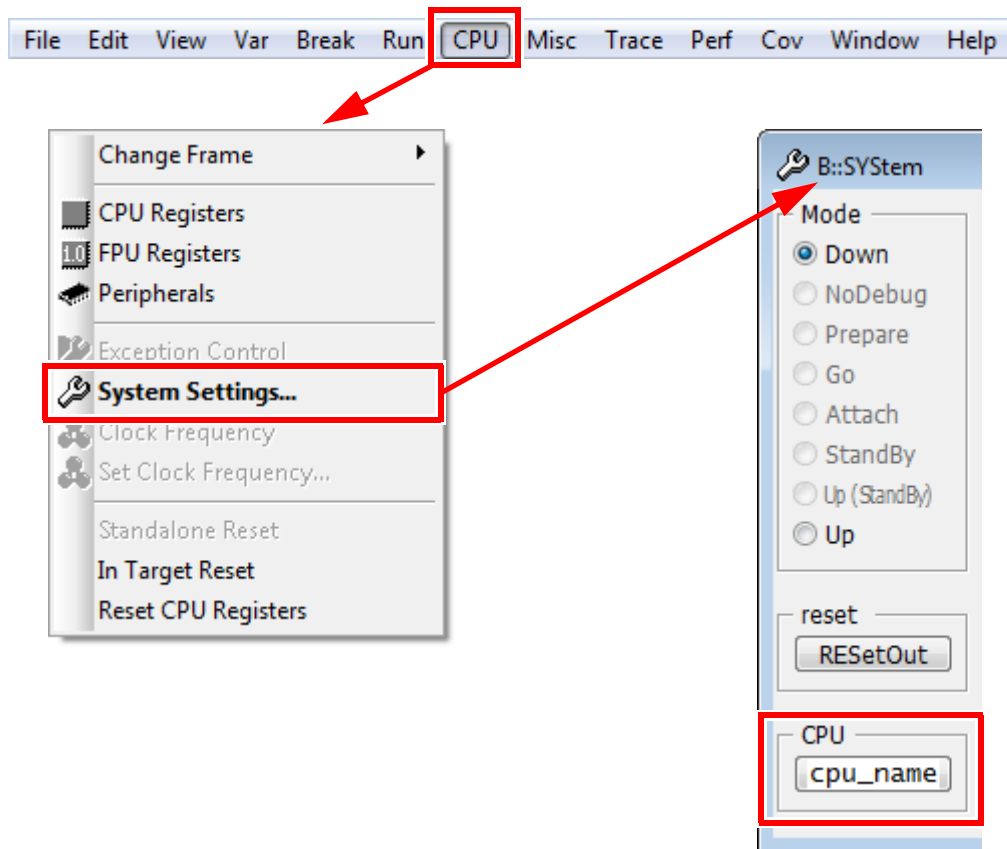 File Edit View Var Break Run CPU Misc Trace Perf Cov Window Help
Change Frame
CPU Registers
1.0 FPU Registers
Peripherals
Exception Control
System Settings...
Clock Frequency
Set Clock Frequency...
Standalone Reset
In Target Reset
Reset CPU Registers
B::SYStem
Mode
Down
NoDebug
Prepare
Go
Attach
StandBy
Up (StandBy)
Up
reset
RESetOut
CPU
cpu_name